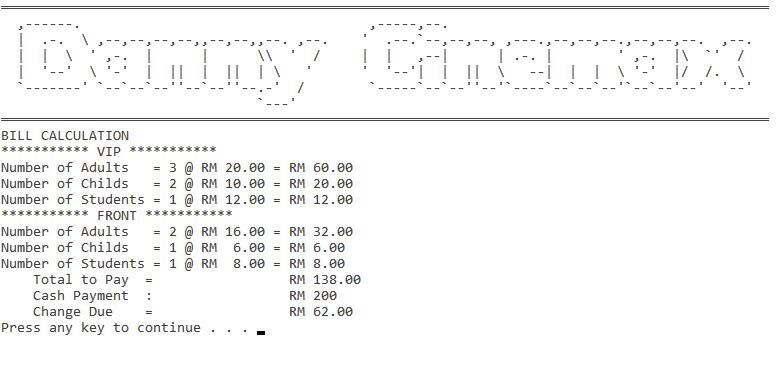 Danny Cinemax
BILL CALCULATION
*********** VIP ***********
Number of Adults   = 3 @ RM 20.00 = RM 60.00
Number of Childs   = 2 @ RM 10.00 = RM 20.00
Number of Students = 1 @ RM 12.00 = RM 12.00
*********** FRONT ***********
Number of Adults   = 2 @ RM 16.00 = RM 32.00
Number of Childs   = 1 @ RM  6.00 = RM 6.00
Number of Students = 1 @ RM  8.00 = RM 8.00
Total to Pay  =                 RM 138.00
Cash Payment  :                 RM 200
Change Due    =                 RM 62.00
Press any key to continue . . .